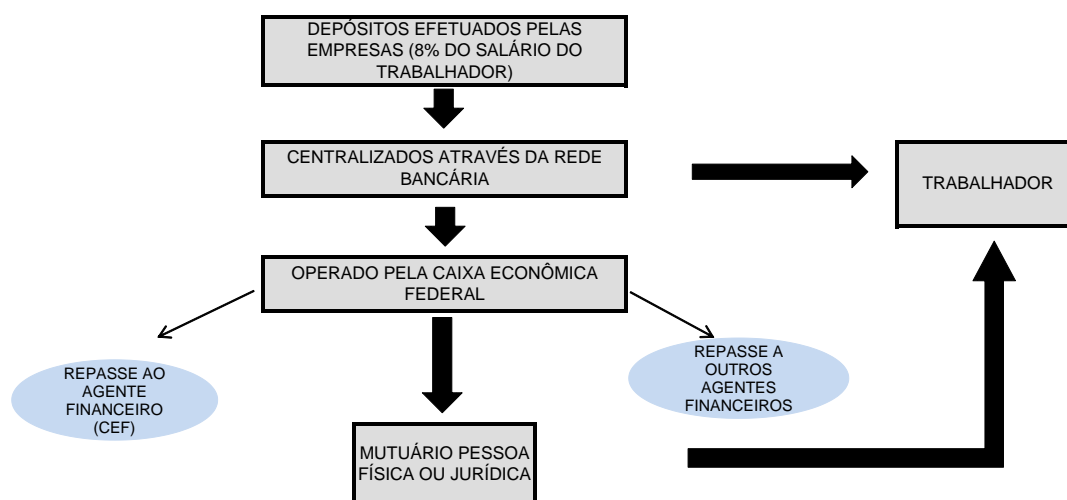 DEPÓSITOS EFETUADOS PELAS
EMPRESAS (8% DO SALÁRIO DO
TRABALHADOR)
CENTRALIZADOS ATRAVÉS DA REDE
BANCÁRIA
TRABALHADOR
OPERADO PELA CAIXA ECONÔMICA
FEDERAL
REPASSE AO
AGENTE
FINANCEIRO
(CEF)
REPASSE A
OUTROS
AGENTES
FINANCEIROS
MUTUÁRIO PESSOA
FÍSICA OU JURÍDICA